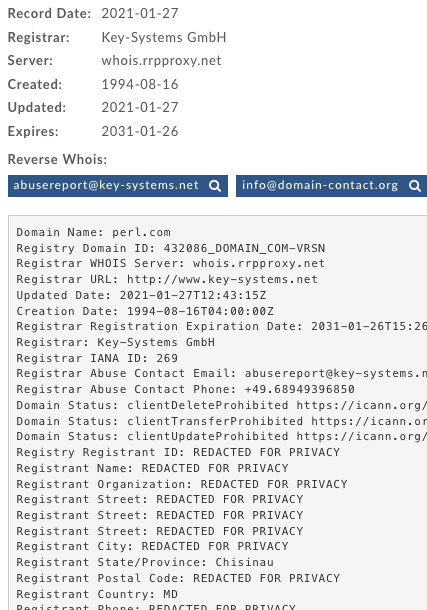 Record Date: 2021-01-27
Registrar: Key-Systems GmbH
Server: whois.rrpproxy.net
Created: 1994-08-16
Updated: 2021-01-27
Expires: 2031-01-26
Reverse Whois:
abusereport@key-systems.net info@domain-contact.org
Domain Name: perl.com
Registry Domain ID: 432086_DOMAIN_COM-VRSN
Registrar WHOIS Server: whois.rrpproxy.net
Registrar URL: http://www.key-systems.net
Updated Date: 2021-01-27T12:43:15Z
Creation Date: 1994-08-16T04:00:00Z
Registrar Registration Expiration Date: 2031-01-26T15:26
Registrar: Key-Systems GmbH
Registrar IANA ID: 269
Registrar Abuse Contact Email: abusereport@key-systems.n
Registrar Abuse Contact Phone: +49.68949396850
Domain Status: clientDeleteProhibited https://icann.org/
Domain Status: clientTransferProhibited https://icann.or
Domain Status: clientUpdateProhibited https://icann.org/
Registry Registrant ID: REDACTED FOR PRIVACY
Registrant Name: REDACTED FOR PRIVACY
Registrant Organization: REDACTED FOR PRIVACY
Registrant Street: REDACTED FOR PRIVACY
Registrant Street: REDACTED FOR PRIVACY
Registrant Street: REDACTED FOR PRIVACY
Registrant City: REDACTED FOR PRIVACY
Registrant State/Province: Chisinau
Registrant Postal Code: REDACTED FOR PRIVACY
Registrant Country: MD
Registrant Phone: REDACTED FOR PRIVACY